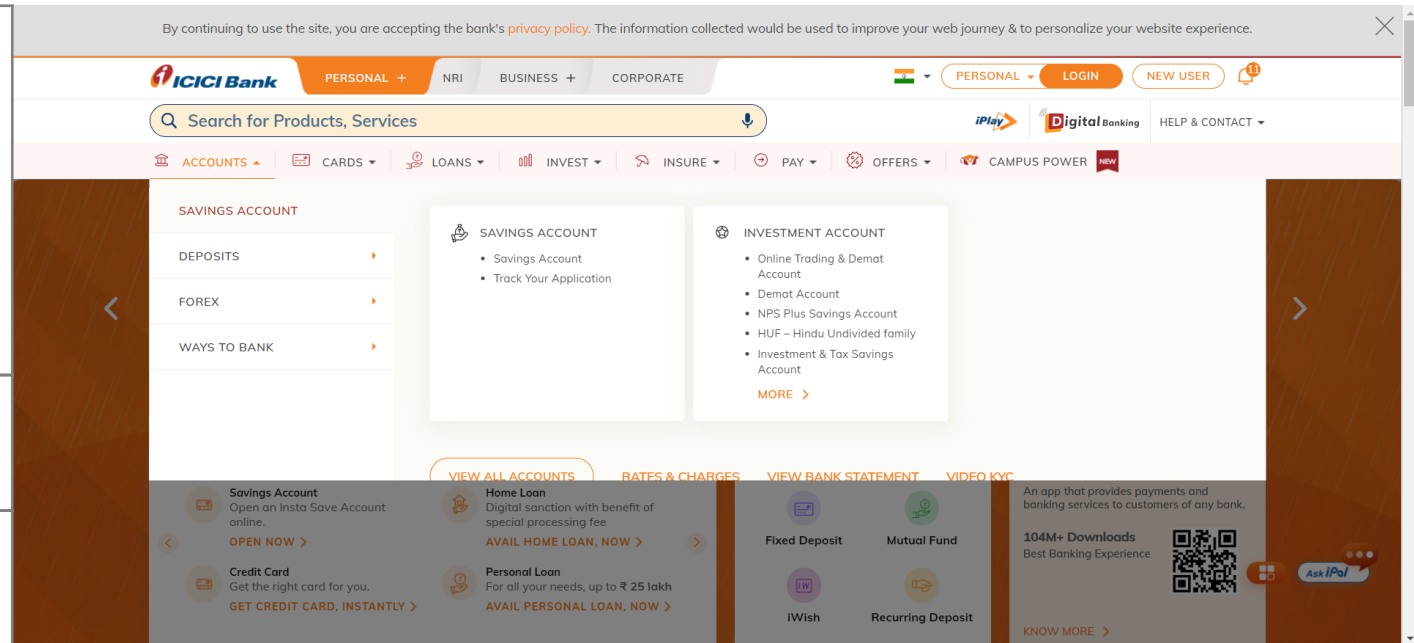 By continuing to use the site, you are accepting the bank's privacy policy. The information collected would be used to improve your web journey & to personalize your website experience.
ICICI Bank PERSONAL + NRI BUSINESS + CORPORATE PERSONAL LOGIN NEW USER 11
Search for Products, Services iPlay Digital Banking HELP & CONTACT
ACCOUNTS CARDS LOANS INVEST INSURE PAY OFFERS CAMPUS POWER NEW
SAVINGS ACCOUNT
DEPOSITS
FOREX
WAYS TO BANK
SAVINGS ACCOUNT
• Savings Account
• Track Your Application
INVESTMENT ACCOUNT
• Online Trading & Demat
Account
• Demat Account
• NPS Plus Savings Account
• HUF – Hindu Undivided family
• Investment & Tax Savings
Account
MORE >
VIEW ALL ACCOUNTS RATES & CHARGES VIEW BANK STATEMENT VIDEO KYC
Savings Account
Open an Insta Save Account
online.
OPEN NOW >
Credit Card
Get the right card for you.
GET CREDIT CARD, INSTANTLY >
Home Loan
Digital sanction with benefit of
special processing fee
AVAIL HOME LOAN, NOW >
Personal Loan
For all your needs, up to ₹ 25 lakh
AVAIL PERSONAL LOAN, NOW >
Fixed Deposit Mutual Fund
iWish Recurring Deposit
An app that provides payments and
banking services to customers of any bank.
104M+ Downloads
Best Banking Experience
KNOW MORE >
Ask iPal